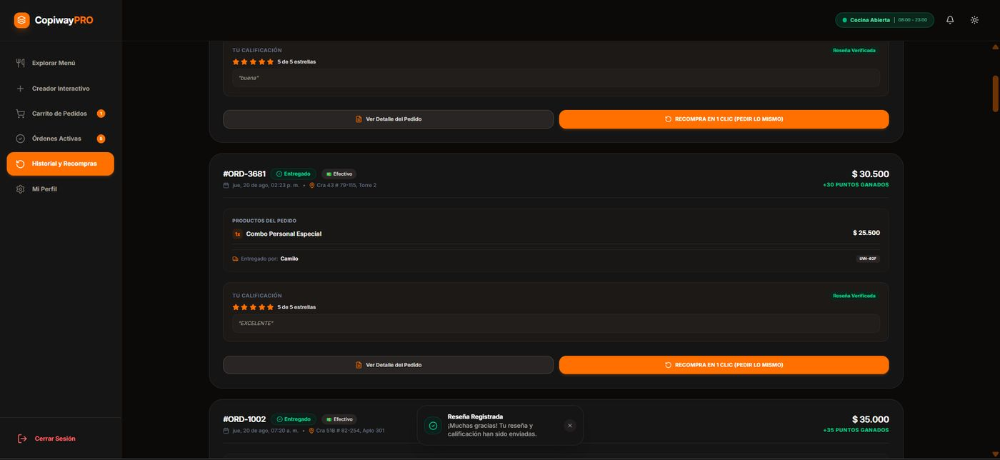 CopiwayPRO
Cocina Abierta | 08:00 - 23:00
Explorar Menú
Creador Interactivo
Carrito de Pedidos 1
Órdenes Activas 5
Historial y Recompras
Mi Perfil
Cerrar Sesión
TU CALIFICACIÓN
Reseña Verificada
5 de 5 estrellas
"buena"
Ver Detalle del Pedido
RECOMPRA EN 1 CLIC (PEDIR LO MISMO)
#ORD-3681 Entregado Efectivo
$ 30.500
jue, 20 de ago, 02:23 p. m. • Cra 43 # 79-115, Torre 2
+30 PUNTOS GANADOS
PRODUCTOS DEL PEDIDO
1x Combo Personal Especial
$ 25.500
Entregado por: Camilo
UVH-02F
TU CALIFICACIÓN
Reseña Verificada
5 de 5 estrellas
"EXCELENTE"
Ver Detalle del Pedido
RECOMPRA EN 1 CLIC (PEDIR LO MISMO)
#ORD-1002 Entregado Efectivo
$ 35.000
jue, 20 de ago, 07:20 a. m. • Cra 51B # 82-254, Apto 301
+35 PUNTOS GANADOS
Reseña Registrada
¡Muchas gracias! Tu reseña y
calificación han sido enviadas.